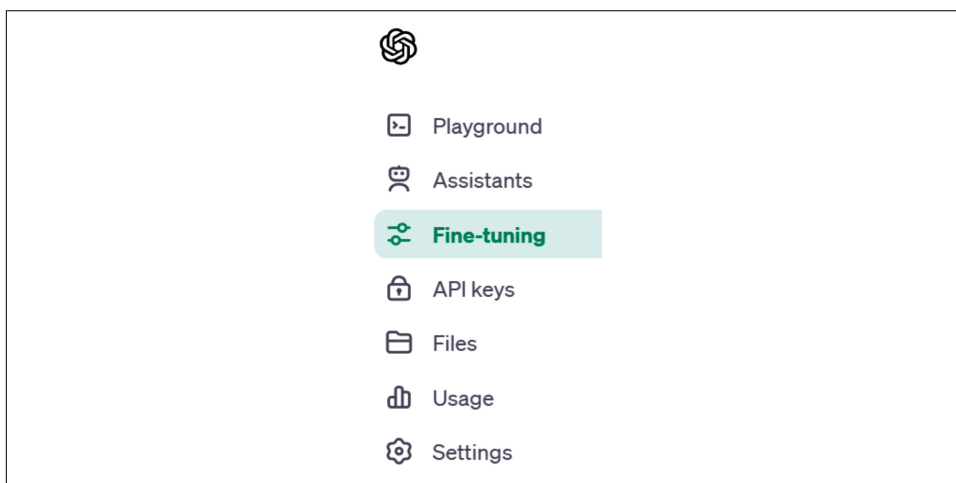 Playground
Assistants
Fine-tuning
API keys
Files
Usage
Settings